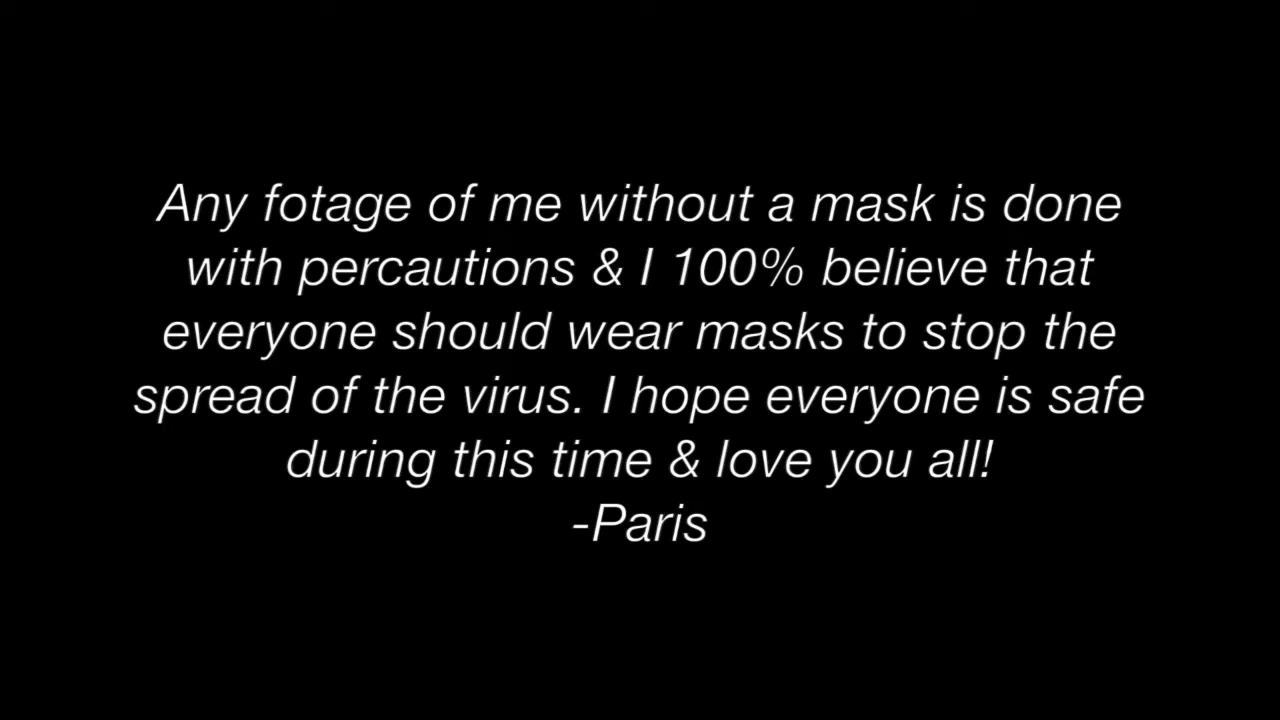 Any fotage of me without a mask is done
with percautions & I 100% believe that
everyone should wear masks to stop the
spread of the virus. I hope everyone is safe
during this time & love you all!
-Paris